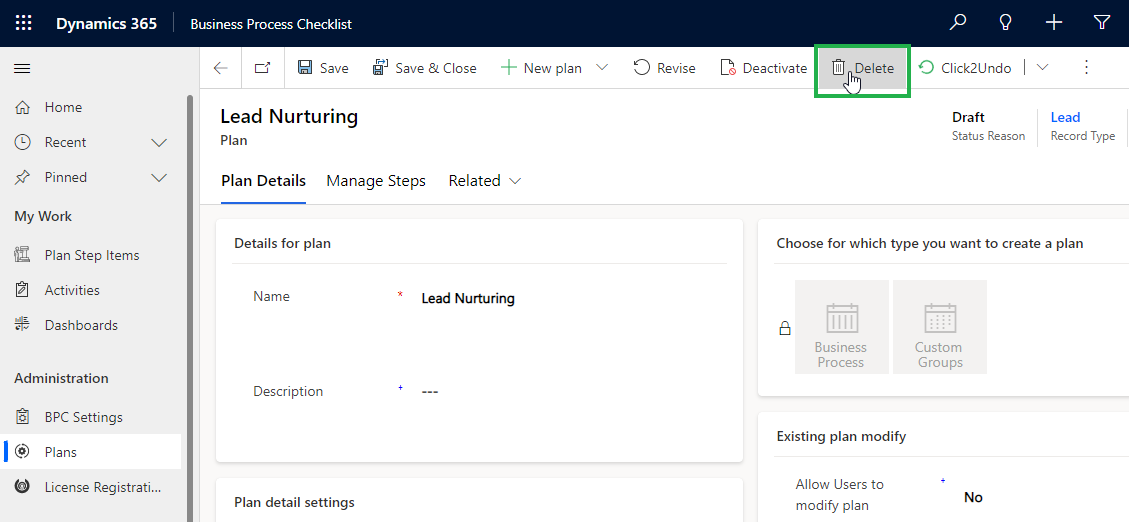 Dynamics 365
Business Process Checklist
Save
Save & Close
New plan
Revise
Deactivate
Delete
Click2Undo
Home
Recent
Pinned
My Work
Plan Step Items
Activities
Dashboards
Administration
BPC Settings
Plans
License Registrati...
Lead Nurturing
Plan
Draft
Status Reason
Lead
Record Type
Plan Details
Manage Steps
Related
Details for plan
Name * Lead Nurturing
Description + ---
Plan detail settings
Choose for which type you want to create a plan
Business
Process
Custom
Groups
Existing plan modify
Allow Users to
modify plan
+ No